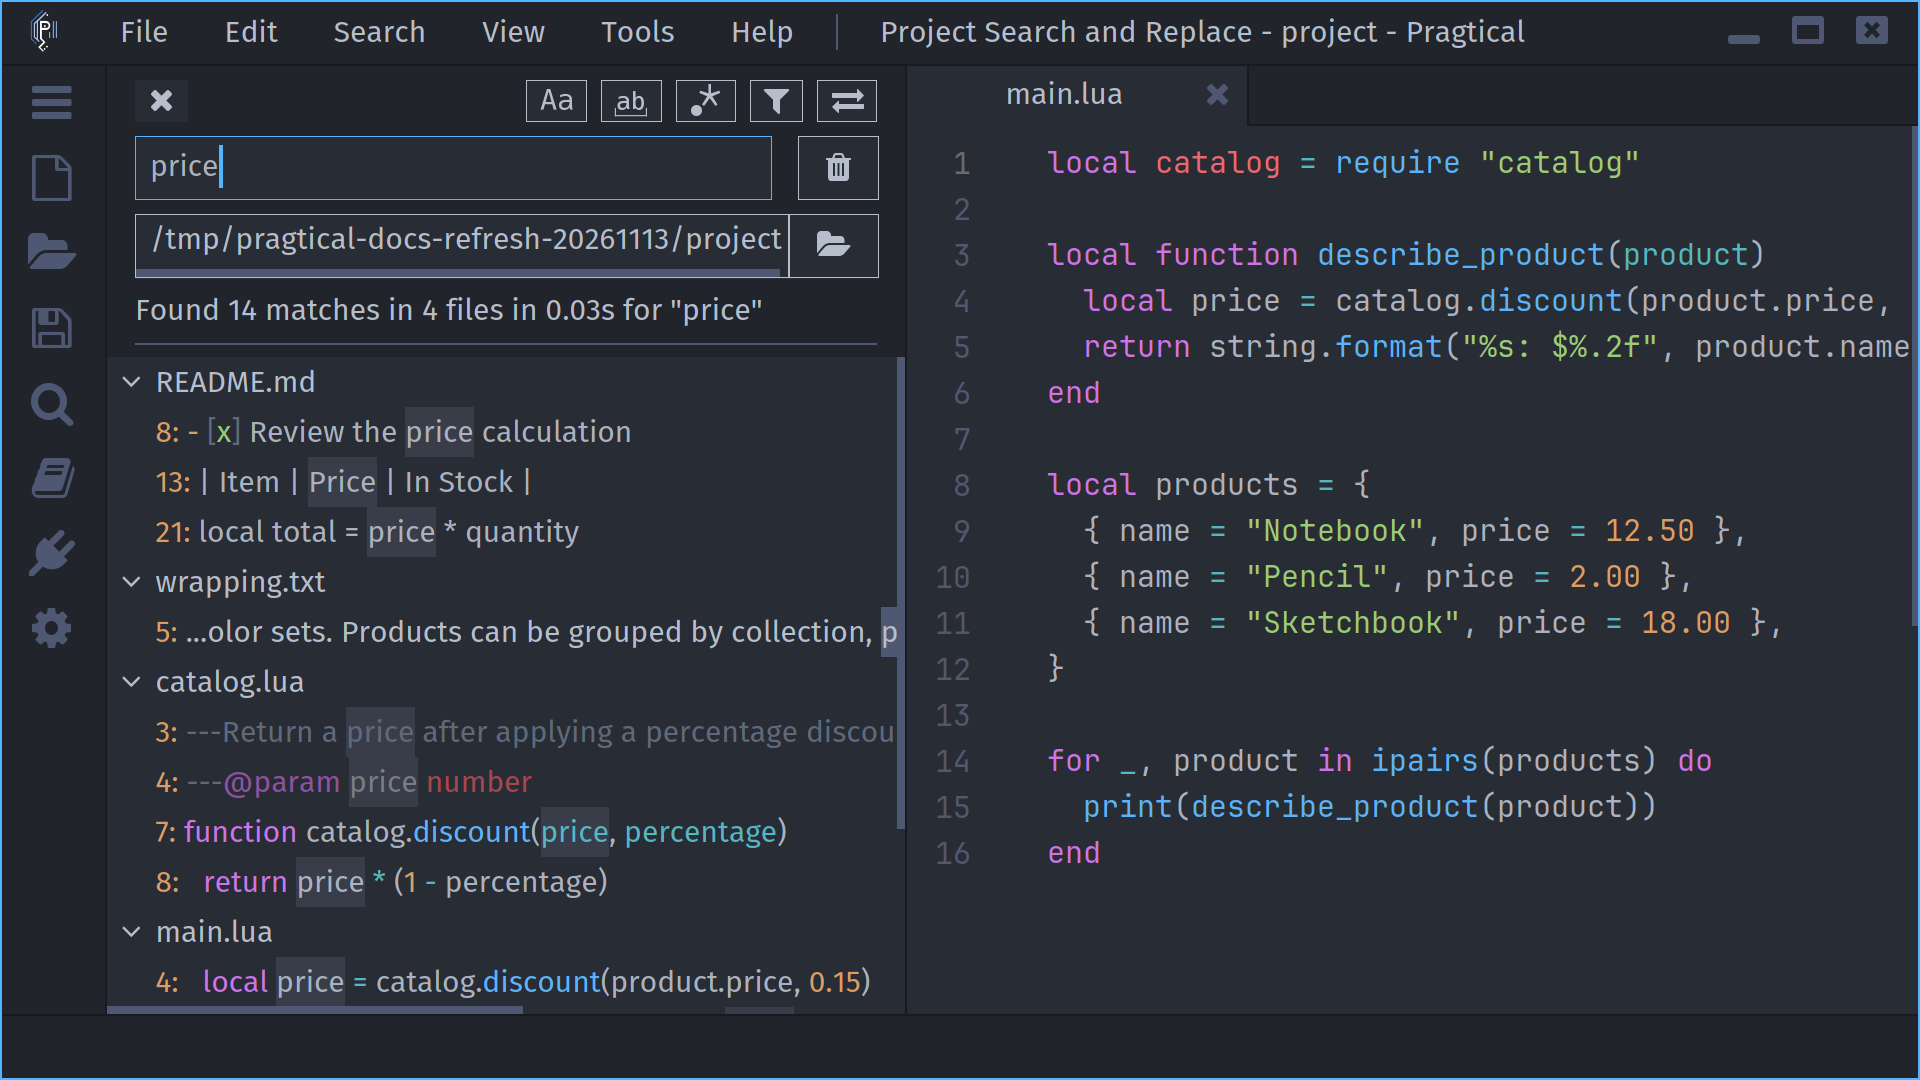 File Edit Search View Tools Help Project Search and Replace - project - Pragtical
Aa ab .*
price
/tmp/pragtical-docs-refresh-20261113/project
Found 14 matches in 4 files in 0.03s for "price"
README.md
8: - [x] Review the price calculation
13: | Item | Price | In Stock |
21: local total = price * quantity
wrapping.txt
5: ...olor sets. Products can be grouped by collection, p
catalog.lua
3: ---Return a price after applying a percentage discou
4: ---@param price number
7: function catalog.discount(price, percentage)
8: return price * (1 - percentage)
main.lua
4: local price = catalog.discount(product.price, 0.15)
main.lua
1 local catalog = require "catalog"
2
3 local function describe_product(product)
4 local price = catalog.discount(product.price,
5 return string.format("%s: $%.2f", product.name
6 end
7
8 local products = {
9 { name = "Notebook", price = 12.50 },
10 { name = "Pencil", price = 2.00 },
11 { name = "Sketchbook", price = 18.00 },
12 }
13
14 for _, product in ipairs(products) do
15 print(describe_product(product))
16 end